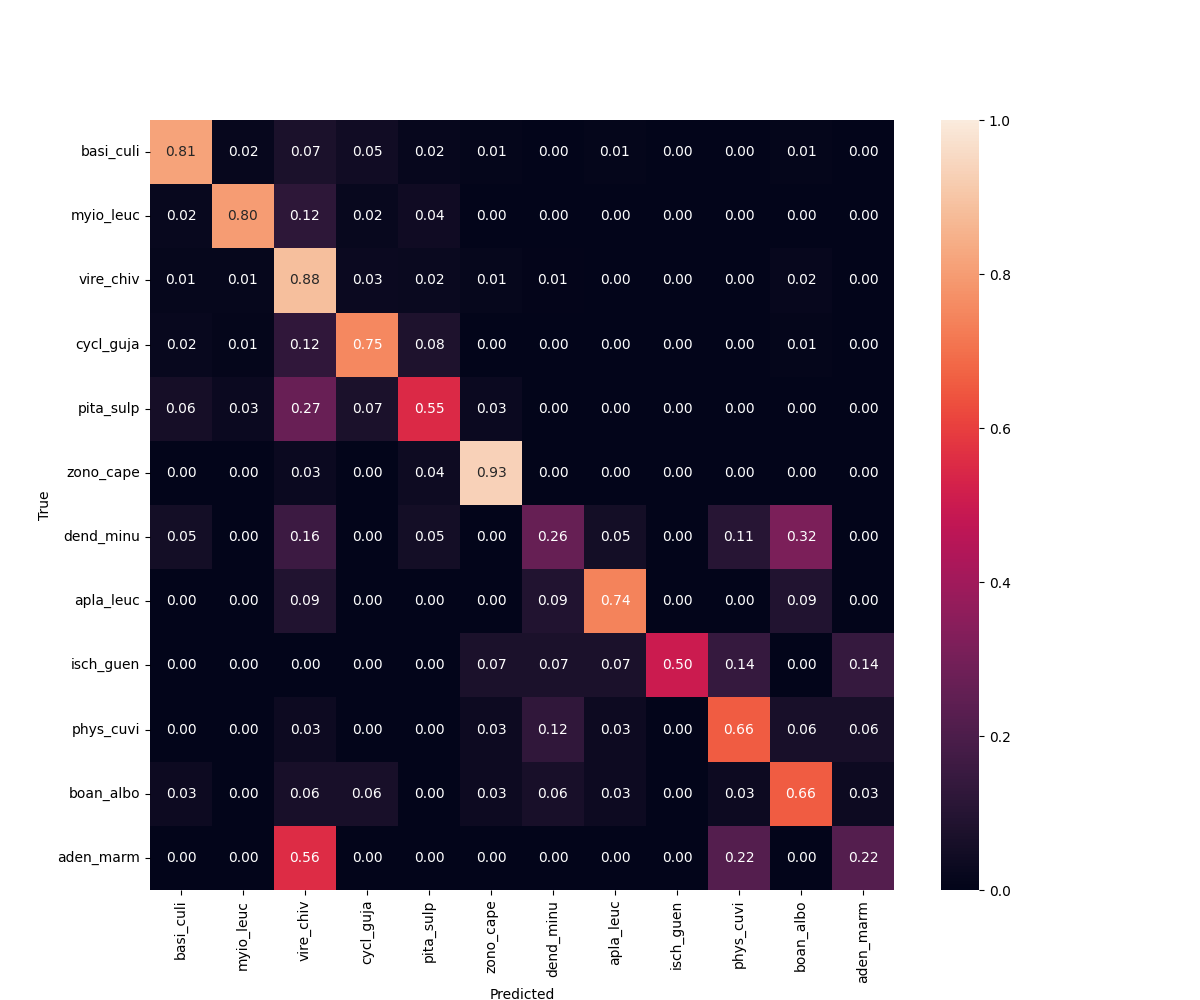 basi_culi 0.81 0.02 0.07 0.05 0.02 0.01 0.00 0.01 0.00 0.00 0.01 0.00
myio_leuc 0.02 0.80 0.12 0.02 0.04 0.00 0.00 0.00 0.00 0.00 0.00 0.00
vire_chiv 0.01 0.01 0.88 0.03 0.02 0.01 0.01 0.00 0.00 0.00 0.02 0.00
cycl_guja 0.02 0.01 0.12 0.75 0.08 0.00 0.00 0.00 0.00 0.00 0.01 0.00
pita_sulp 0.06 0.03 0.27 0.07 0.55 0.03 0.00 0.00 0.00 0.00 0.00 0.00
zono_cape 0.00 0.00 0.03 0.00 0.04 0.93 0.00 0.00 0.00 0.00 0.00 0.00
dend_minu 0.05 0.00 0.16 0.00 0.05 0.00 0.26 0.05 0.00 0.11 0.32 0.00
apla_leuc 0.00 0.00 0.09 0.00 0.00 0.00 0.09 0.74 0.00 0.00 0.09 0.00
isch_guen 0.00 0.00 0.00 0.00 0.00 0.07 0.07 0.07 0.50 0.14 0.00 0.14
phys_cuvi 0.00 0.00 0.03 0.00 0.00 0.03 0.12 0.03 0.00 0.66 0.06 0.06
boan_albo 0.03 0.00 0.06 0.06 0.00 0.03 0.06 0.03 0.00 0.03 0.66 0.03
aden_marm 0.00 0.00 0.56 0.00 0.00 0.00 0.00 0.00 0.00 0.22 0.00 0.22
True
basi_culi
myio_leuc
vire_chiv
cycl_guja
pita_sulp
zono_cape
dend_minu
apla_leuc
isch_guen
phys_cuvi
boan_albo
aden_marm
Predicted
1.0
0.8
0.6
0.4
0.2
0.0